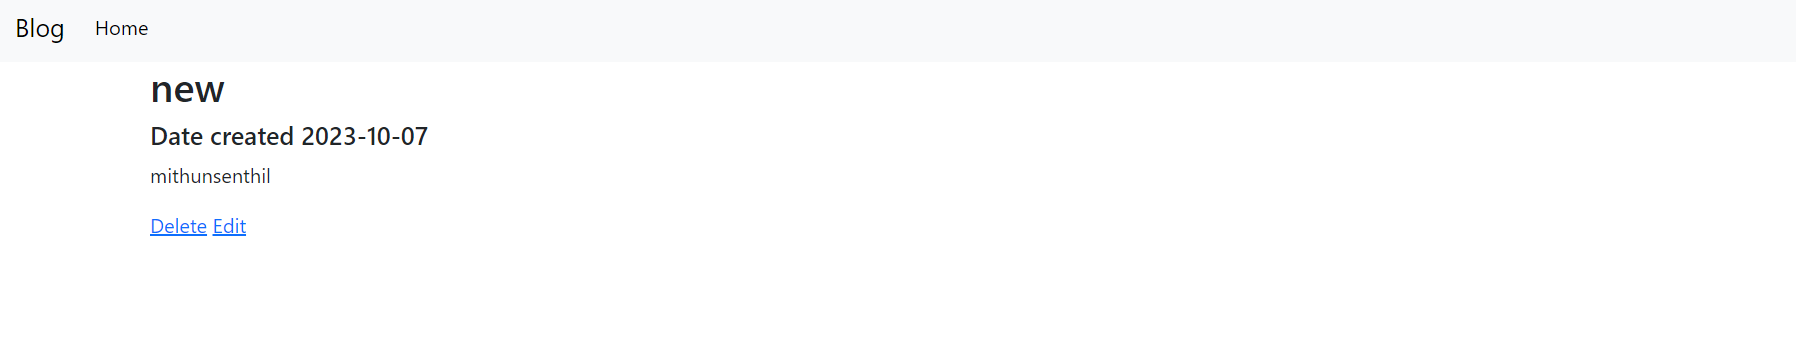 Blog Home
new
Date created 2023-10-07
mithunsenthil
Delete Edit